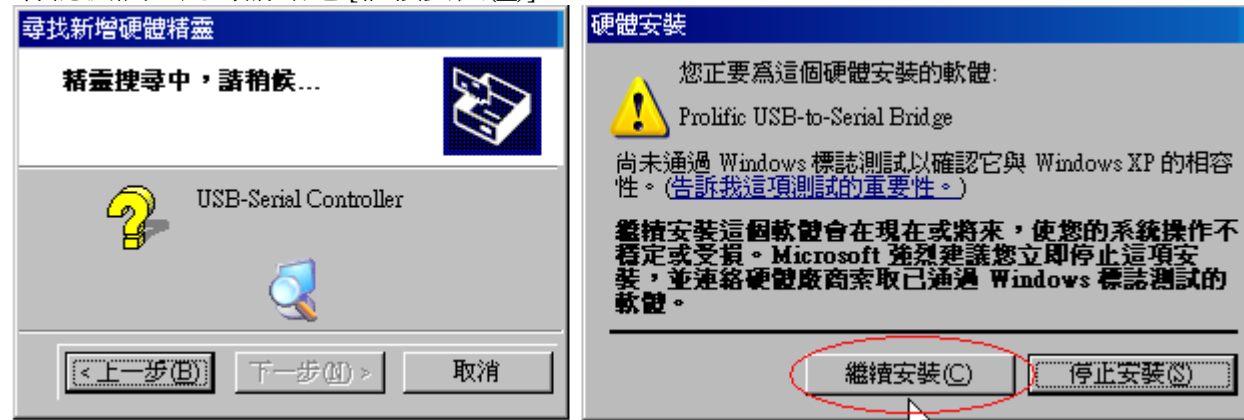 尋找新增硬體精靈
精靈搜尋中，請稍候...
USB-Serial Controller
<上一步(B)
下一步(N) >
取消
硬體安裝
您正要為這個硬體安裝的軟體:
Prolific USB-to-Serial Bridge
尚未通過 Windows 標誌測試以確認它與 Windows XP 的相容
性。(告訴我這項測試的重要性。)
繼續安裝這個軟體會在現在或將來，使您的系統操作不
穩定或受損。Microsoft 強烈建議您立即停止這項安
裝，並連絡硬體廠商索取已通過 Windows 標誌測試的
軟體。
繼續安裝(C)
停止安裝(S)